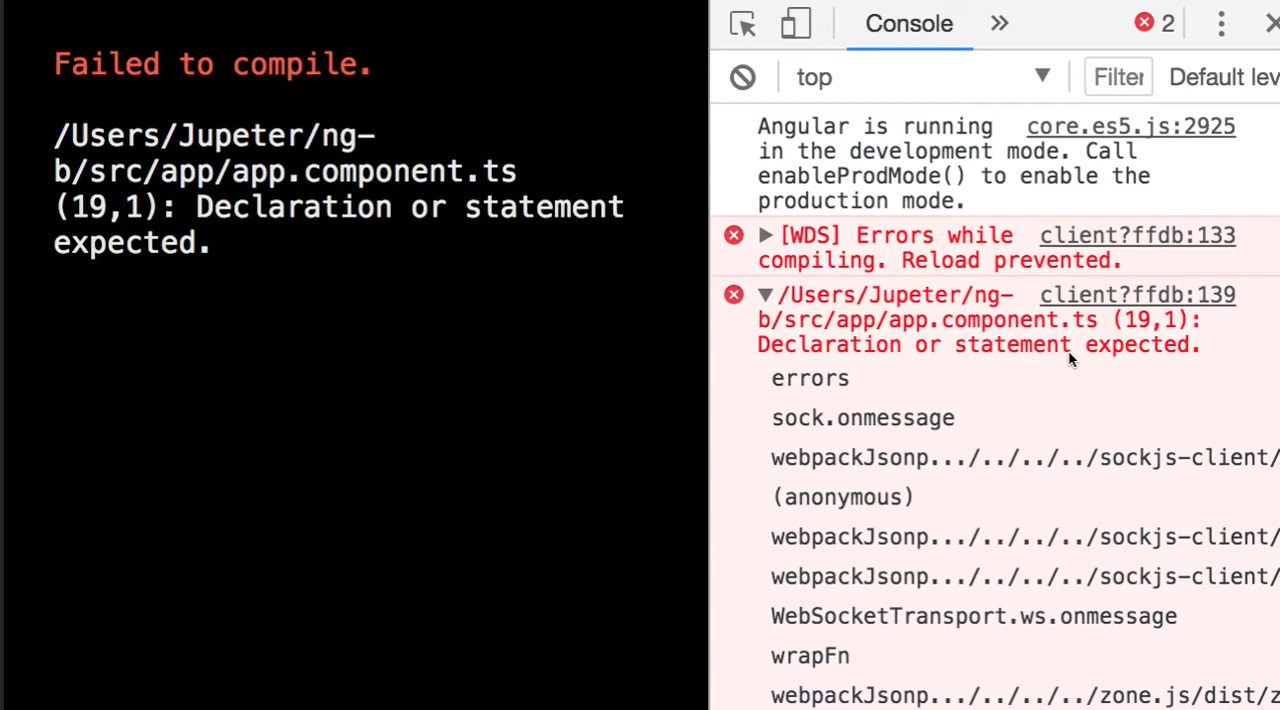 Failed to compile.
/Users/Jupeter/ng-
b/src/app/app.component.ts
(19,1): Declaration or statement
expected.
Console
2
top
Filter
Default lev
Angular is running core.es5.js:2925
in the development mode. Call
enableProdMode() to enable the
production mode.
[WDS] Errors while client?ffdb:133
compiling. Reload prevented.
/Users/Jupeter/ng- client?ffdb:139
b/src/app/app.component.ts (19,1):
Declaration or statement expected.
errors
sock.onmessage
webpackJsonp.../../../../sockjs-client/
(anonymous)
webpackJsonp.../../../../sockjs-client/
webpackJsonp.../../../../sockjs-client/
WebSocketTransport.ws.onmessage
wrapFn
webpackJsonp.../../../../zone.js/dist/z